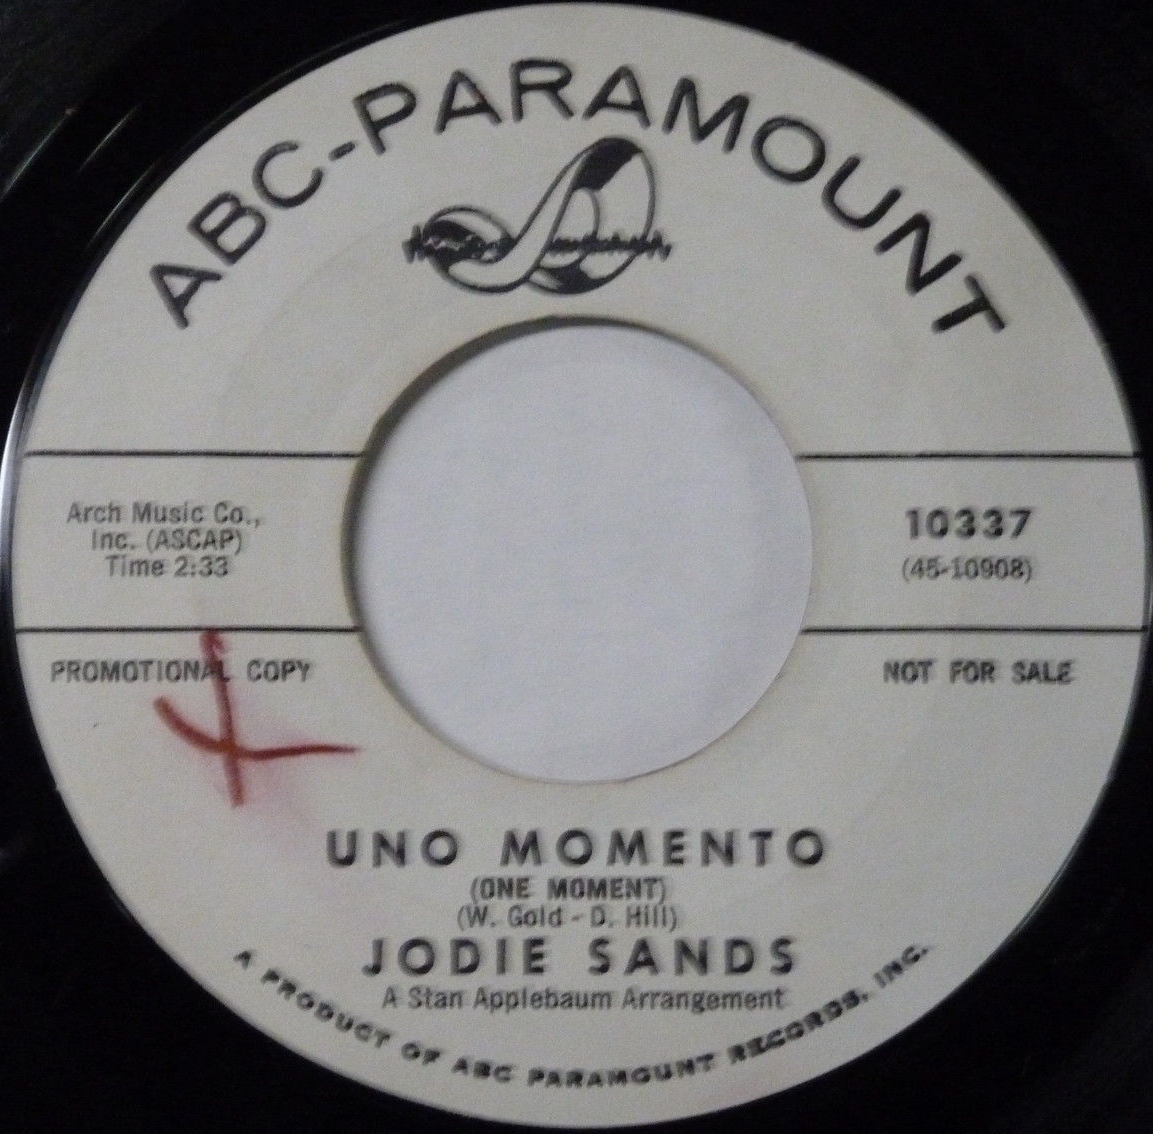 ABC-PARAMOUNT
Arch Music Co.,
Inc. (ASCAP)
Time 2:33
10337
(45-10908)
PROMOTIONAL COPY
NOT FOR SALE
UNO MOMENTO
(ONE MOMENT)
(W. Gold - D. Hill)
JODIE SANDS
A Stan Applebaum Arrangement
A PRODUCT OF ABC PARAMOUNT RECORDS, INC.